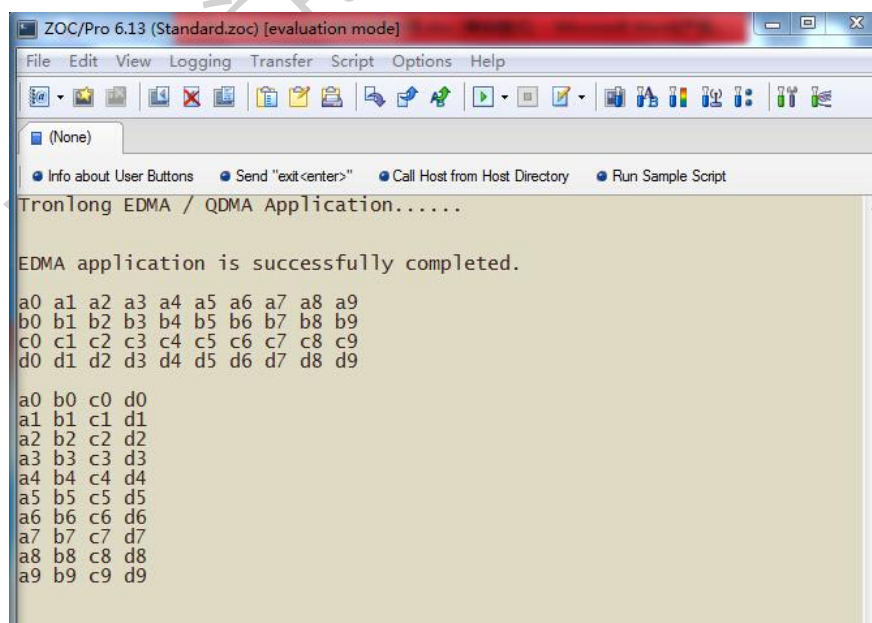 ZOC/Pro 6.13 (Standard.zoc) [evaluation mode]
File Edit View Logging Transfer Script Options Help
(None)
Info about User Buttons Send "exit<enter>" Call Host from Host Directory Run Sample Script
Tronlong EDMA / QDMA Application......
EDMA application is successfully completed.
a0 a1 a2 a3 a4 a5 a6 a7 a8 a9
b0 b1 b2 b3 b4 b5 b6 b7 b8 b9
c0 c1 c2 c3 c4 c5 c6 c7 c8 c9
d0 d1 d2 d3 d4 d5 d6 d7 d8 d9
a0 b0 c0 d0
a1 b1 c1 d1
a2 b2 c2 d2
a3 b3 c3 d3
a4 b4 c4 d4
a5 b5 c5 d5
a6 b6 c6 d6
a7 b7 c7 d7
a8 b8 c8 d8
a9 b9 c9 d9